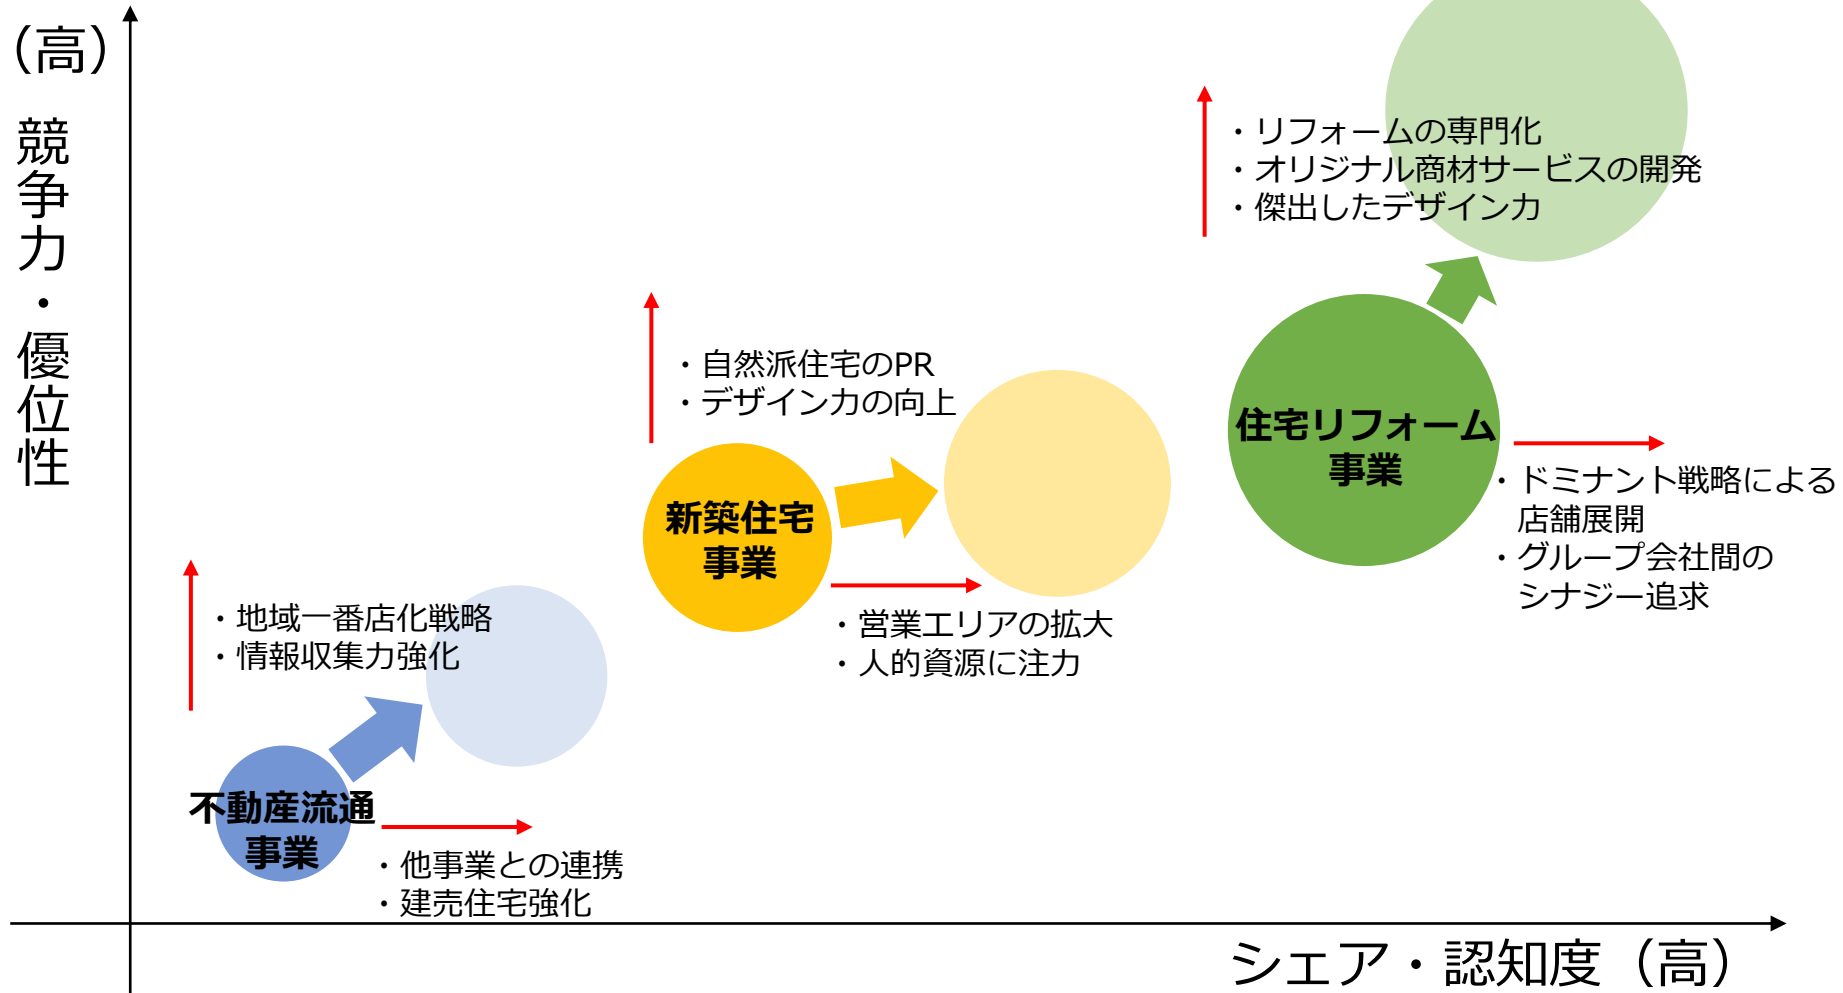 （高）
競争力・優位性
・リフォームの専門化
・オリジナル商材サービスの開発
・傑出したデザイン力
・自然派住宅のPR
・デザイン力の向上
住宅リフォーム
事業
・ドミナント戦略による
店舗展開
・グループ会社間の
シナジー追求
新築住宅
事業
・営業エリアの拡大
・人的資源に注力
・地域一番店化戦略
・情報収集力強化
不動産流通
事業
・他事業との連携
・建売住宅強化
シェア・認知度（高）